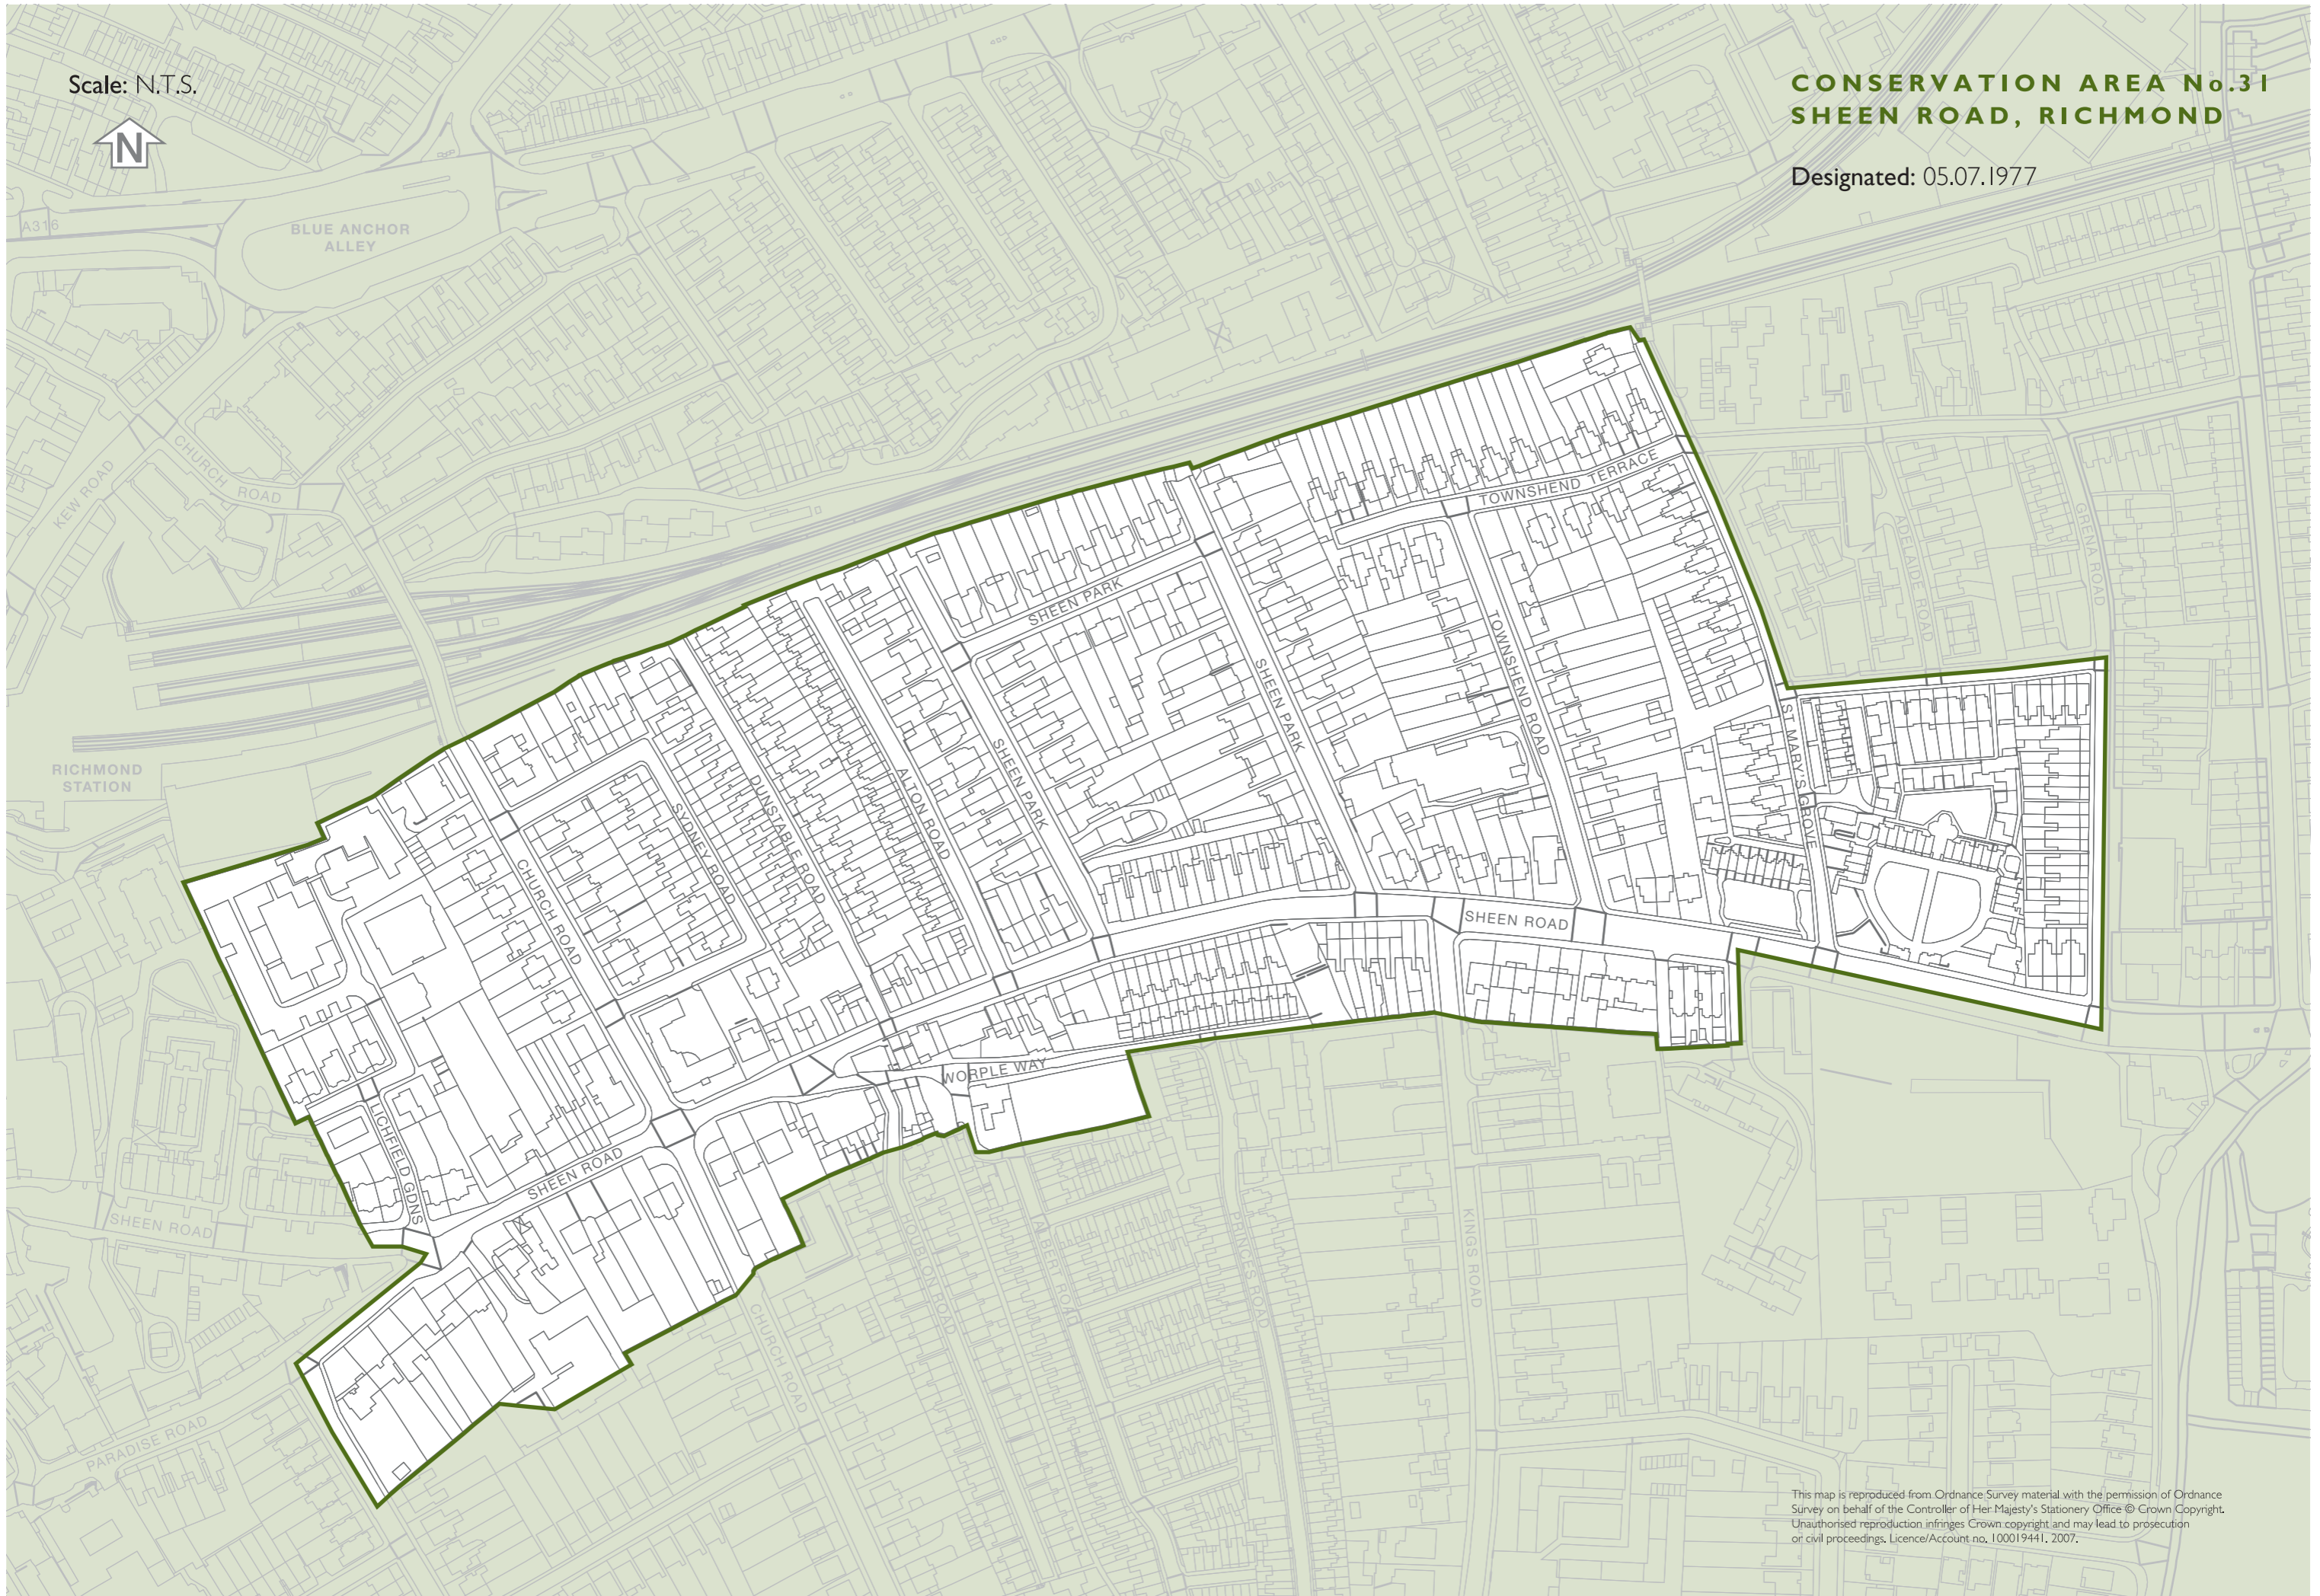 Scale: N.T.S.
N
CONSERVATION AREA No.31
SHEEN ROAD, RICHMOND
Designated: 05.07.1977
A316
BLUE ANCHOR
ALLEY
KEW ROAD
CHURCH ROAD
RICHMOND
STATION
TOWNSHEND TERRACE
ADELAIDE ROAD
GRENA ROAD
SHEEN PARK
SHEEN PARK
TOWNSHEND ROAD
ST MARY'S GROVE
SHEEN PARK
ALTON ROAD
DUNSTABLE ROAD
SYDNEY ROAD
CHURCH ROAD
SHEEN ROAD
WORPLE WAY
LICHFIELD GDNS
SHEEN ROAD
SHEEN ROAD
HOUBLON ROAD
ALBERT ROAD
PRINCES ROAD
KINGS ROAD
CHURCH ROAD
PARADISE ROAD
This map is reproduced from Ordnance Survey material with the permission of Ordnance
Survey on behalf of the Controller of Her Majesty's Stationery Office © Crown Copyright.
Unauthorised reproduction infringes Crown copyright and may lead to prosecution
or civil proceedings. Licence/Account no. 100019441. 2007.